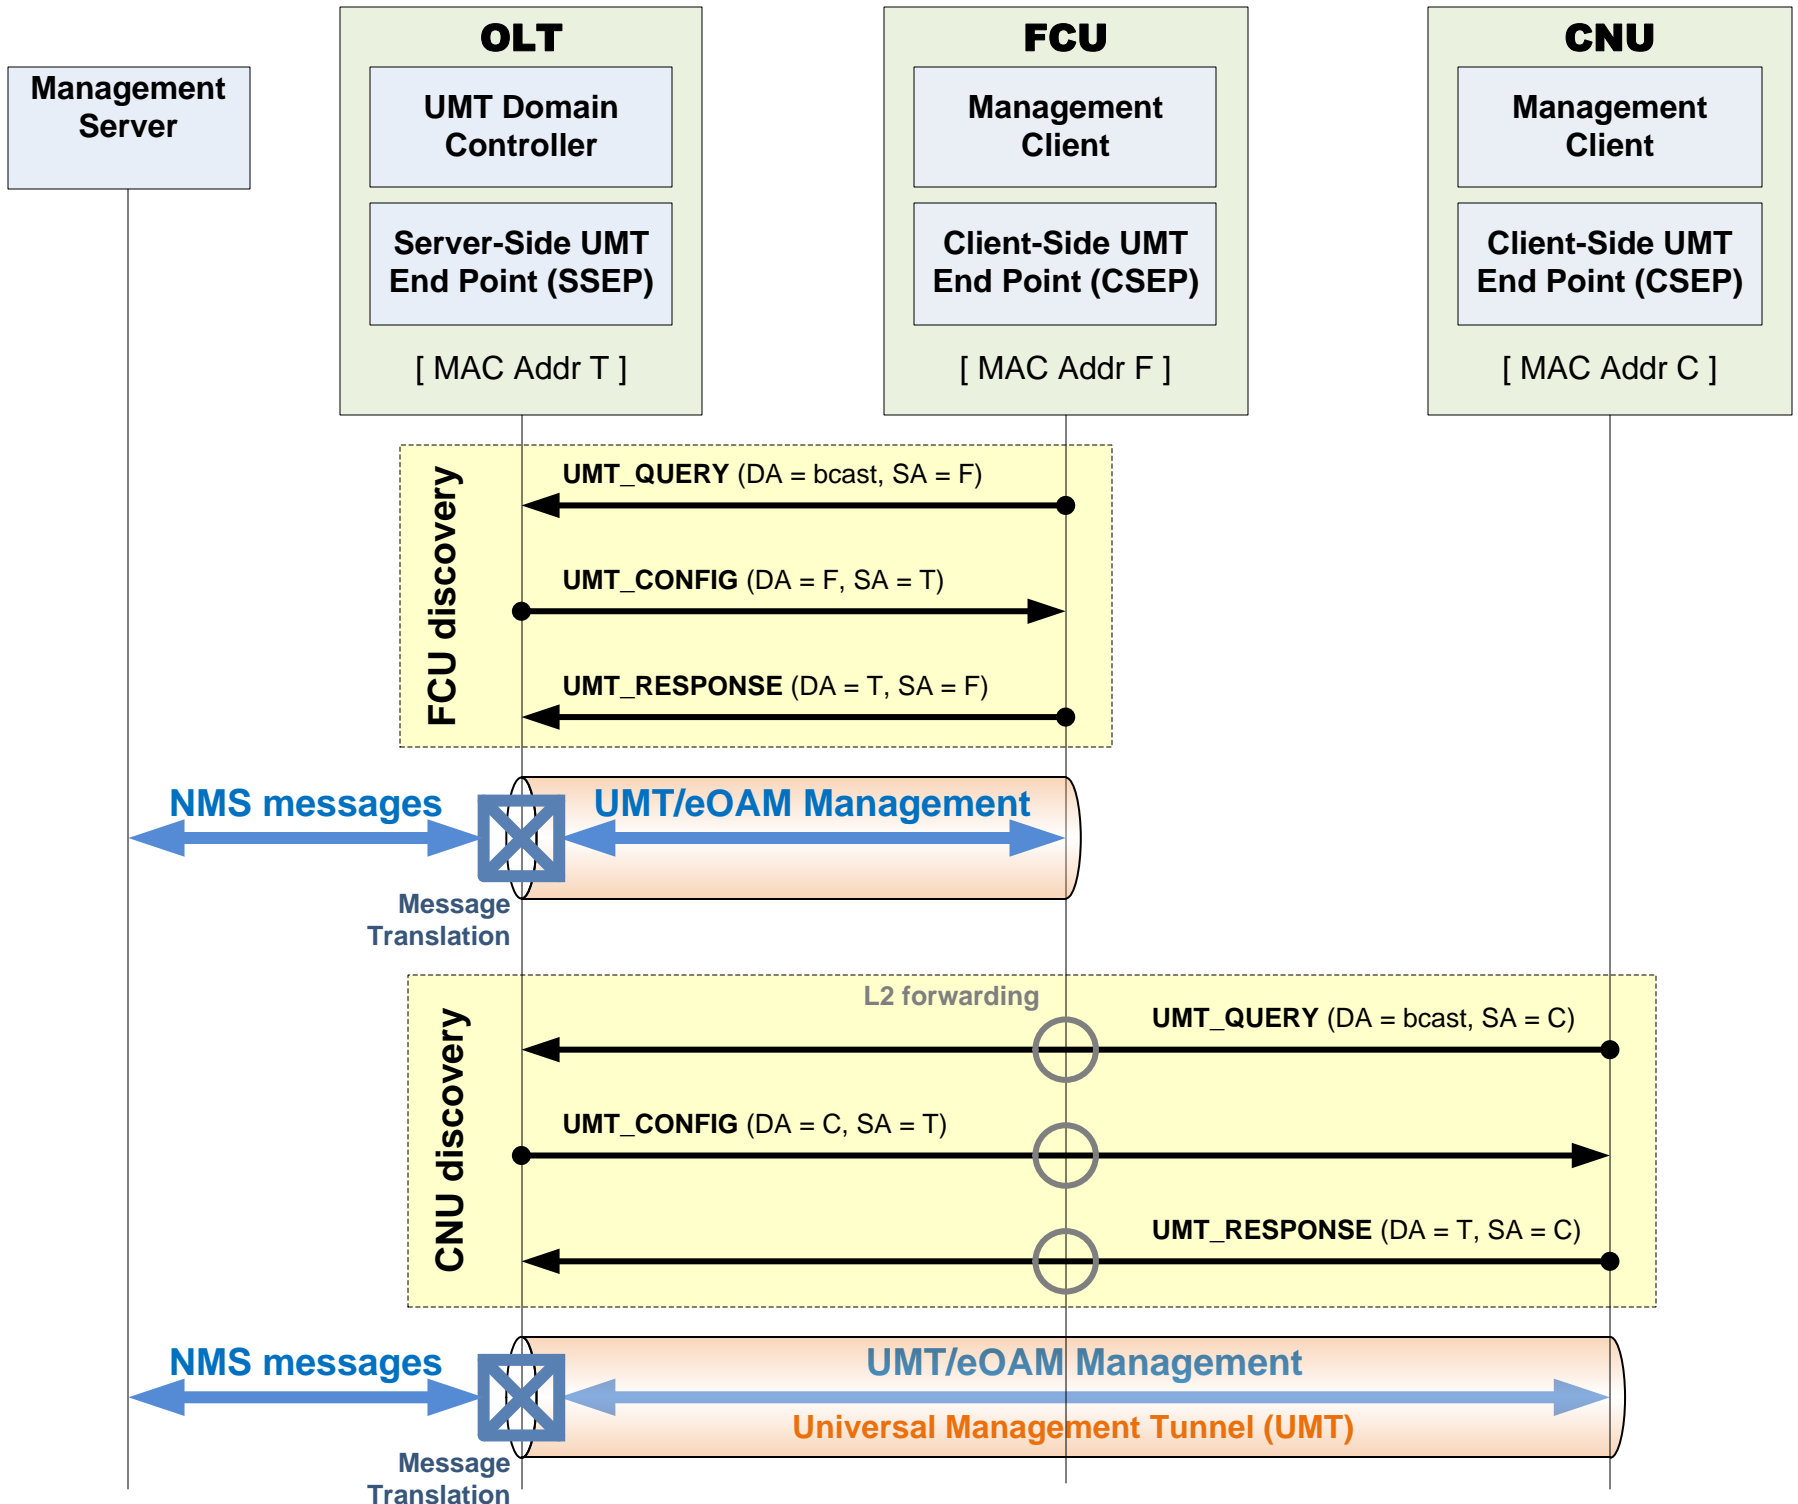 OLT
FCU
CNU
Management
Server
UMT Domain
Controller
Management
Client
Management
Client
Server-Side UMT
End Point (SSEP)
Client-Side UMT
End Point (CSEP)
Client-Side UMT
End Point (CSEP)
[ MAC Addr T ]
[ MAC Addr F ]
[ MAC Addr C ]
FCU discovery
UMT_QUERY (DA = bcast, SA = F)
UMT_CONFIG (DA = F, SA = T)
UMT_RESPONSE (DA = T, SA = F)
NMS messages
UMT/eOAM Management
Message
Translation
CNU discovery
L2 forwarding
UMT_QUERY (DA = bcast, SA = C)
UMT_CONFIG (DA = C, SA = T)
UMT_RESPONSE (DA = T, SA = C)
NMS messages
UMT/eOAM Management
Universal Management Tunnel (UMT)
Message
Translation